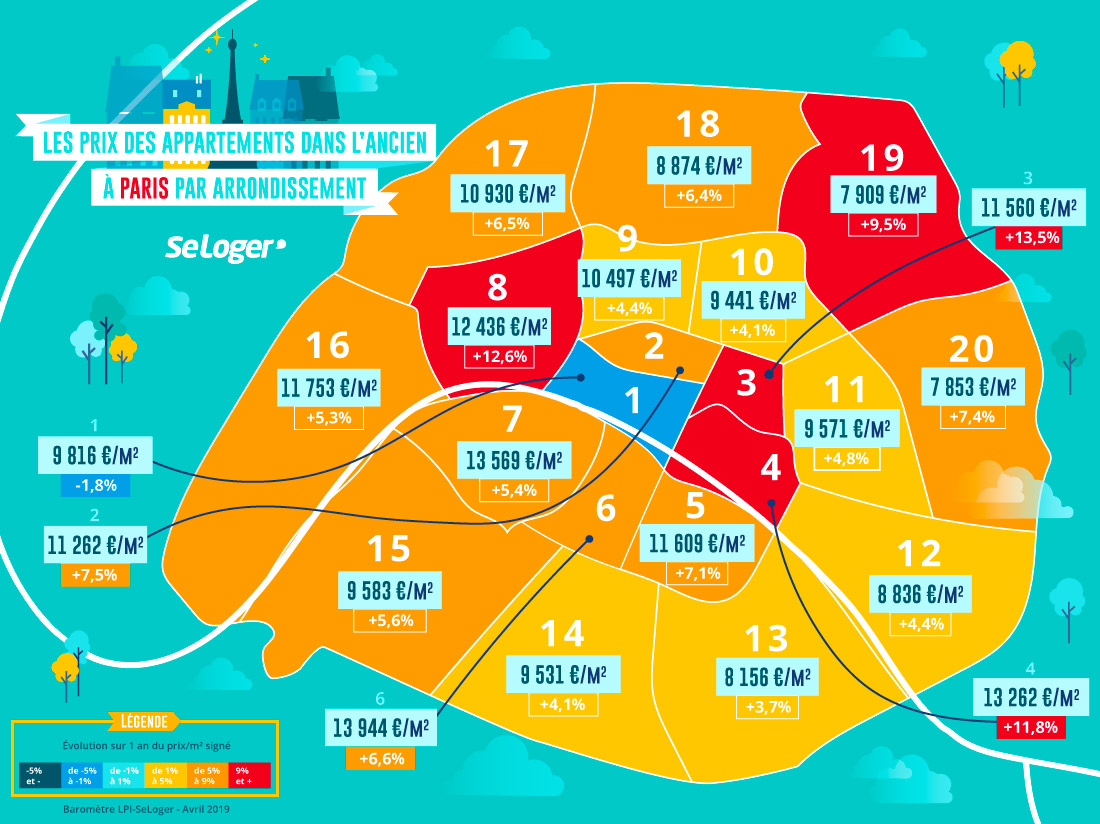 LES PRIX DES APPARTEMENTS DANS L'ANCIEN
À PARIS PAR ARRONDISSEMENT
SeLoger
17
10 930 €/M²
+6,5%
18
8 874 €/M²
+6,4%
19
7 909 €/M²
+9,5%
3
11 560 €/M²
+13,5%
8
12 436 €/M²
+12,6%
9
10 497 €/M²
+4,4%
10
9 441 €/M²
+4,1%
16
11 753 €/M²
+5,3%
2
1
3
11
9 571 €/M²
+4,8%
20
7 853 €/M²
+7,4%
1
9 816 €/M²
-1,8%
7
13 569 €/M²
+5,4%
4
2
11 262 €/M²
+7,5%
6
5
11 609 €/M²
+7,1%
15
9 583 €/M²
+5,6%
12
8 836 €/M²
+4,4%
14
9 531 €/M²
+4,1%
13
8 156 €/M²
+3,7%
6
13 944 €/M²
+6,6%
4
13 262 €/M²
+11,8%
LÉGENDE
Évolution sur 1 an du prix/m² signé
-5%
et -
de -5%
à -1%
de -1%
à 1%
de 1%
à 5%
de 5%
à 9%
9%
et +
Baromètre LPI-SeLoger - Avril 2019